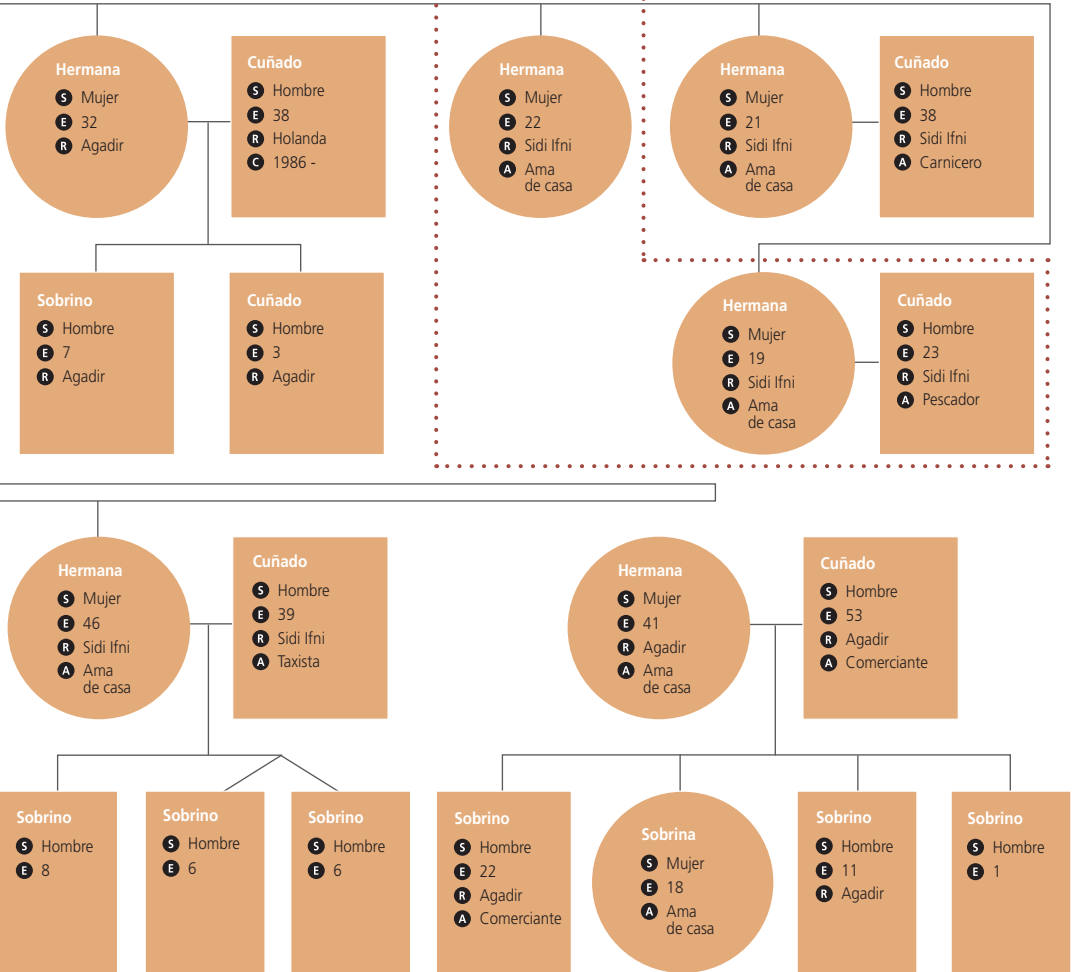 Hermana
S Mujer
E 32
R Agadir
Cuñado
S Hombre
E 38
R Holanda
C 1986 -
Hermana
S Mujer
E 22
R Sidi Ifni
A Ama
de casa
Hermana
S Mujer
E 21
R Sidi Ifni
A Ama
de casa
Cuñado
S Hombre
E 38
R Sidi Ifni
A Carnicero
Sobrino
S Hombre
E 7
R Agadir
Cuñado
S Hombre
E 3
R Agadir
Hermana
S Mujer
E 19
R Sidi Ifni
A Ama
de casa
Cuñado
S Hombre
E 23
R Sidi Ifni
A Pescador
Hermana
S Mujer
E 46
R Sidi Ifni
A Ama
de casa
Cuñado
S Hombre
E 39
R Sidi Ifni
A Taxista
Hermana
S Mujer
E 41
R Agadir
A Ama
de casa
Cuñado
S Hombre
E 53
R Agadir
A Comerciante
Sobrino
S Hombre
E 8
Sobrino
S Hombre
E 6
Sobrino
S Hombre
E 6
Sobrino
S Hombre
E 22
R Agadir
A Comerciante
Sobrina
S Mujer
E 18
A Ama
de casa
Sobrino
S Hombre
E 11
R Agadir
Sobrino
S Hombre
E 1